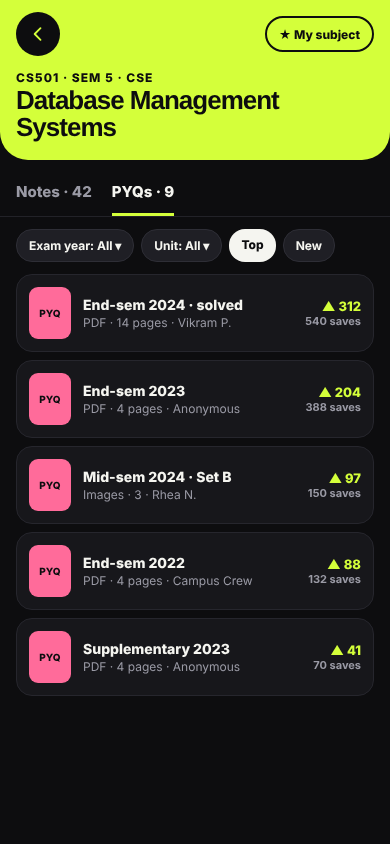 ★ My subject
CS501 · SEM 5 · CSE
Database Management
Systems
Notes · 42
PYQs · 9
Exam year: All ▾
Unit: All ▾
Top
New
PYQ
End-sem 2024 · solved
PDF · 14 pages · Vikram P.
▲ 312
540 saves
PYQ
End-sem 2023
PDF · 4 pages · Anonymous
▲ 204
388 saves
PYQ
Mid-sem 2024 · Set B
Images · 3 · Rhea N.
▲ 97
150 saves
PYQ
End-sem 2022
PDF · 4 pages · Campus Crew
▲ 88
132 saves
PYQ
Supplementary 2023
PDF · 4 pages · Anonymous
▲ 41
70 saves